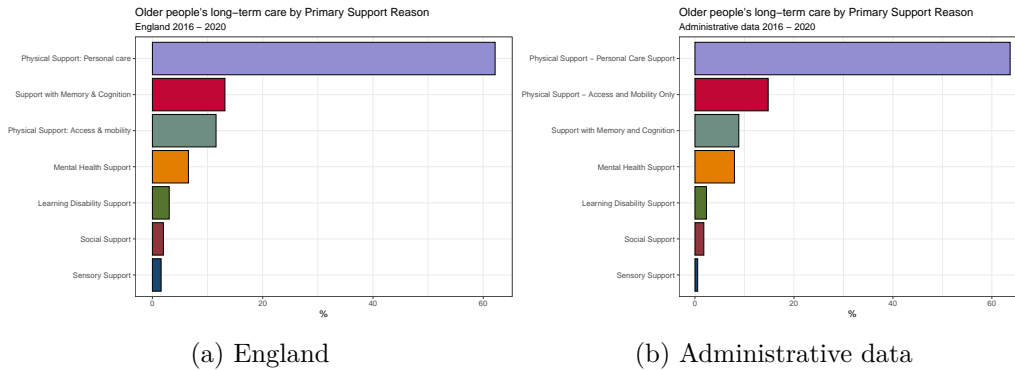 Older people's long−term care by Primary Support Reason
England 2016 − 2020
Physical Support: Personal care
Support with Memory & Cognition
Physical Support: Access & mobility
Mental Health Support
Learning Disability Support
Social Support
Sensory Support
0 20 40 60
%
(a) England
Older people's long−term care by Primary Support Reason
Administrative data 2016 − 2020
Physical Support − Personal Care Support
Physical Support − Access and Mobility Only
Support with Memory and Cognition
Mental Health Support
Learning Disability Support
Social Support
Sensory Support
0 20 40 60
%
(b) Administrative data